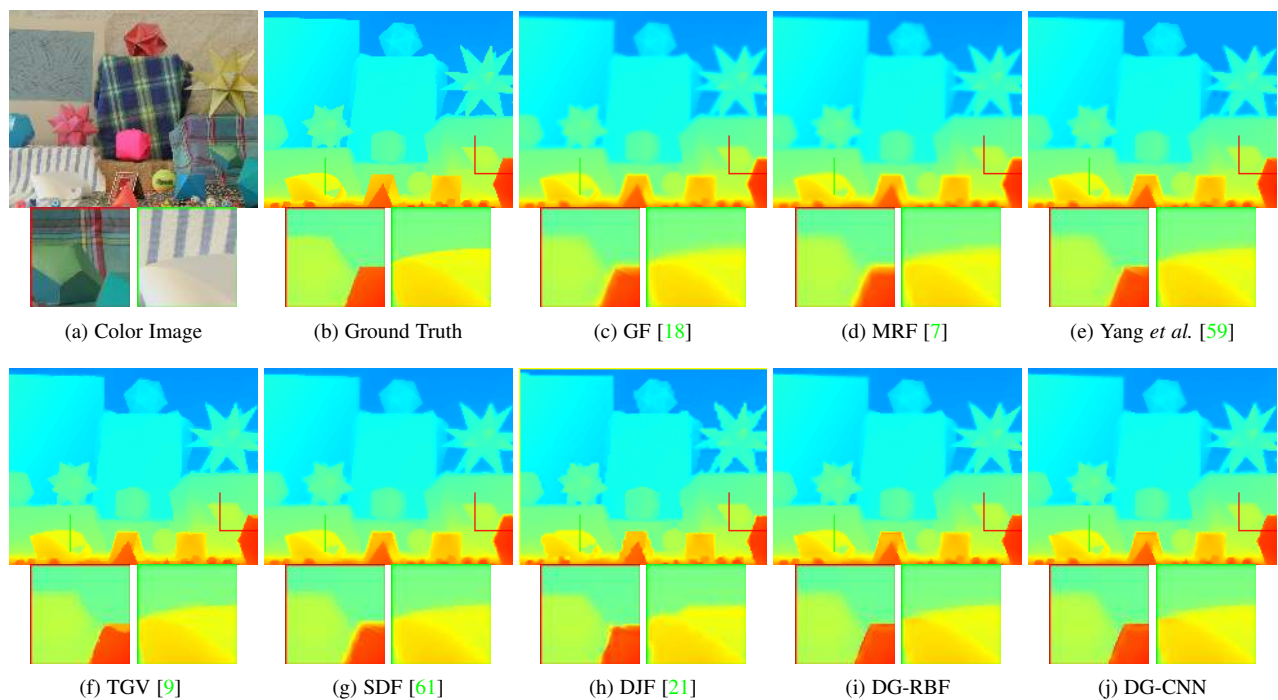 (a) Color Image
(b) Ground Truth
(c) GF [18]
(d) MRF [7]
(e) Yang et al. [59]
(f) TGV [9]
(g) SDF [61]
(h) DJF [21]
(i) DG-RBF
(j) DG-CNN